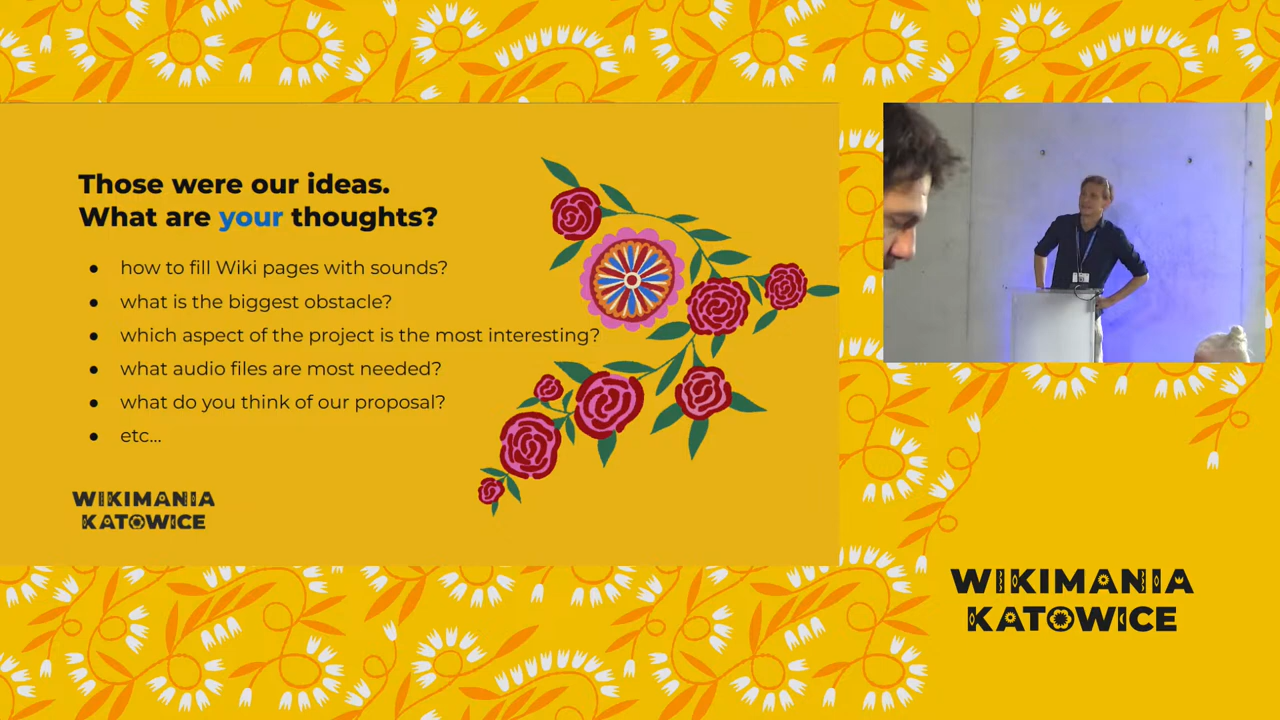 Those were our ideas.
What are your thoughts?
● how to fill Wiki pages with sounds?
● what is the biggest obstacle?
● which aspect of the project is the most interesting?
● what audio files are most needed?
● what do you think of our proposal?
● etc...
WIKIMANIA
KATOWICE
WIKIMANIA
KATOWICE